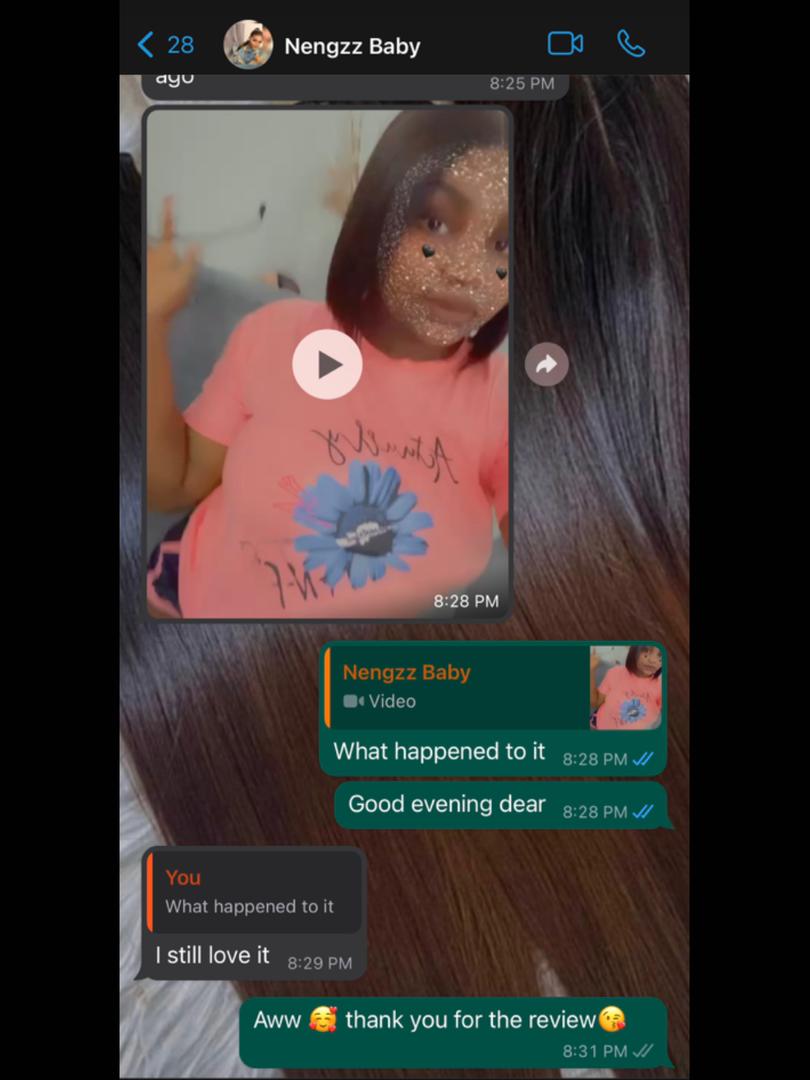 28 Nengzz Baby
ago 8:25 PM
Actually
8:28 PM
Nengzz Baby
Video
What happened to it 8:28 PM
Good evening dear 8:28 PM
You
What happened to it
I still love it 8:29 PM
Aww 🥰 thank you for the review😘
8:31 PM